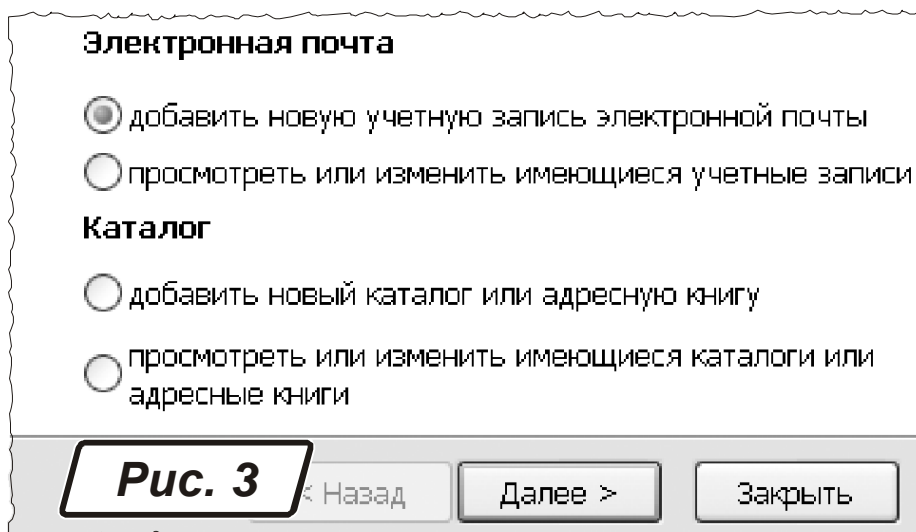 Электронная почта
добавить новую учетную запись электронной почты
просмотреть или изменить имеющиеся учетные записи
Каталог
добавить новый каталог или адресную книгу
просмотреть или изменить имеющиеся каталоги или
адресные книги
Рис. 3
< Назад
Далее >
Закрыть